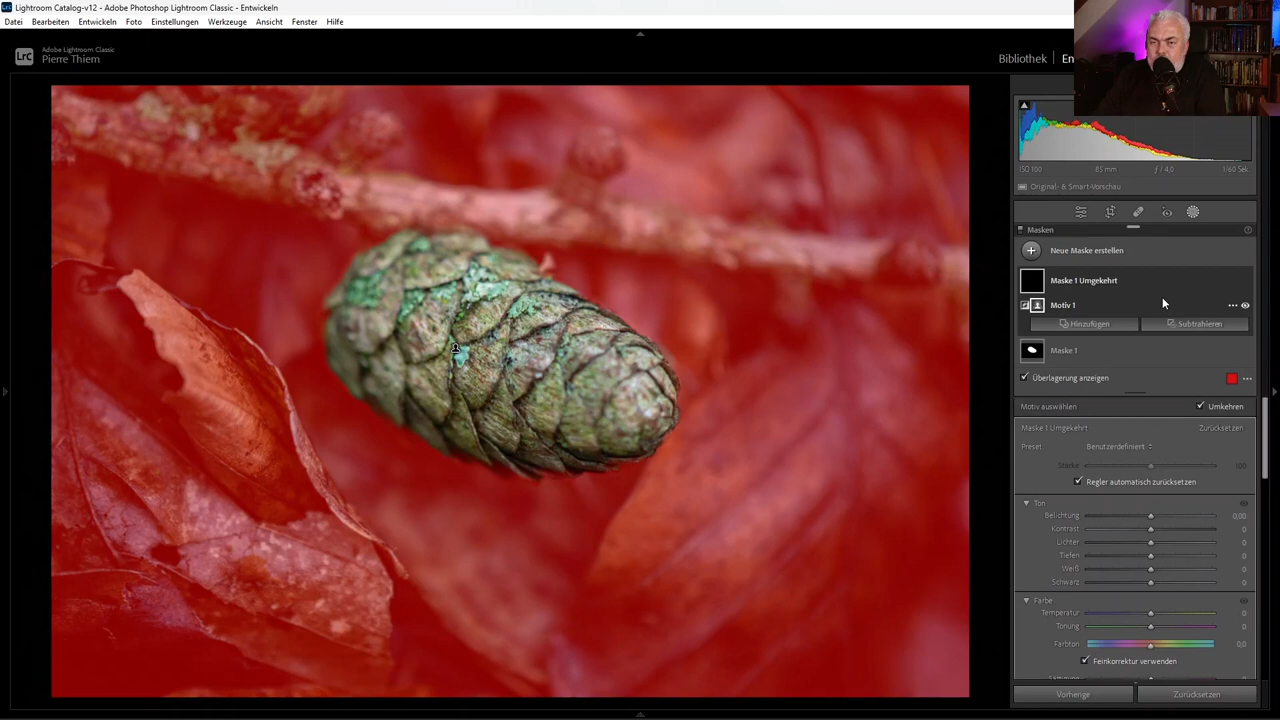 Lightroom Catalog-v12 - Adobe Photoshop Lightroom Classic - Entwickeln
Datei Bearbeiten Entwickeln Foto Einstellungen Werkzeuge Ansicht Fenster Hilfe
Lrc
Adobe Lightroom Classic
Pierre Thiem
Bibliothek | En
ISO 100 85 mm ƒ / 4,0 1/60 Sek.
Original- & Smart-Vorschau
Masken
Neue Maske erstellen
Maske 1 Umgekehrt
Motiv 1
Hinzufügen Subtrahieren
Maske 1
Überlagerung anzeigen
Motiv auswählen Umkehren
Maske 1 Umgekehrt Zurücksetzen
Preset Benutzerdefiniert
Stärke 100
Regler automatisch zurücksetzen
Ton
Belichtung 0,00
Kontrast 0
Lichter 0
Tiefen 0
Weiß 0
Schwarz 0
Farbe
Temperatur 0
Tonung 0
Farbton 0,0
Feinkorrektur verwenden
Vorherige Zurücksetzen